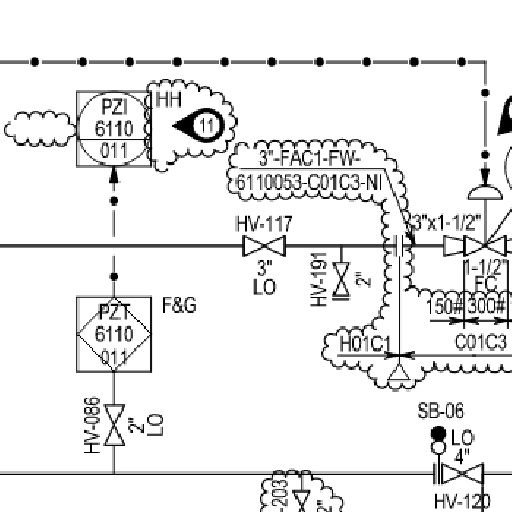 PZI
6110
011
HH
11
3"-FAC1-FW-
6110053-C01C3-NI
HV-117
3"
LO
HV-191
2"
3"x1-1/2"
1-1/2"
FC
150#
300#
H01C1
C01C3
PZT
6110
011
F&G
HV-086
2"
LO
SB-06
LO
4"
HV-120
-203
2"